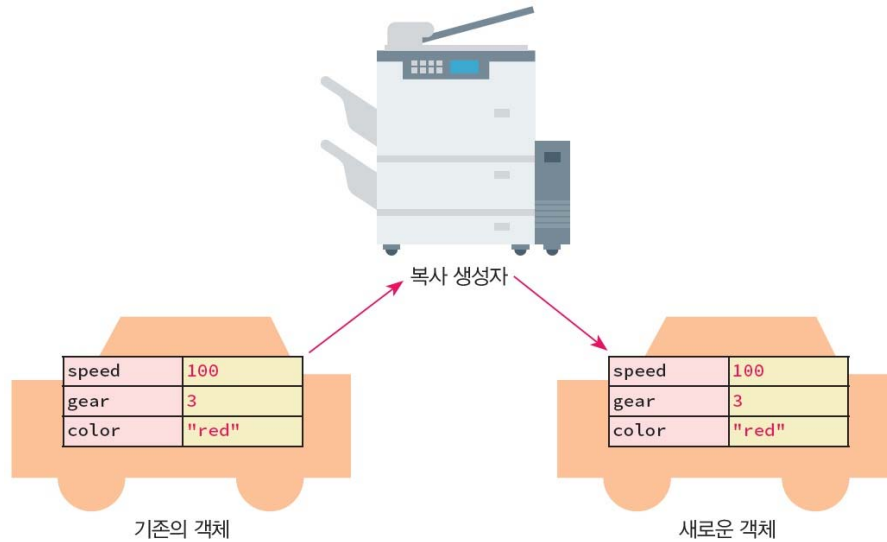 복사 생성자
speed 100
gear 3
color "red"
기존의 객체
speed 100
gear 3
color "red"
새로운 객체